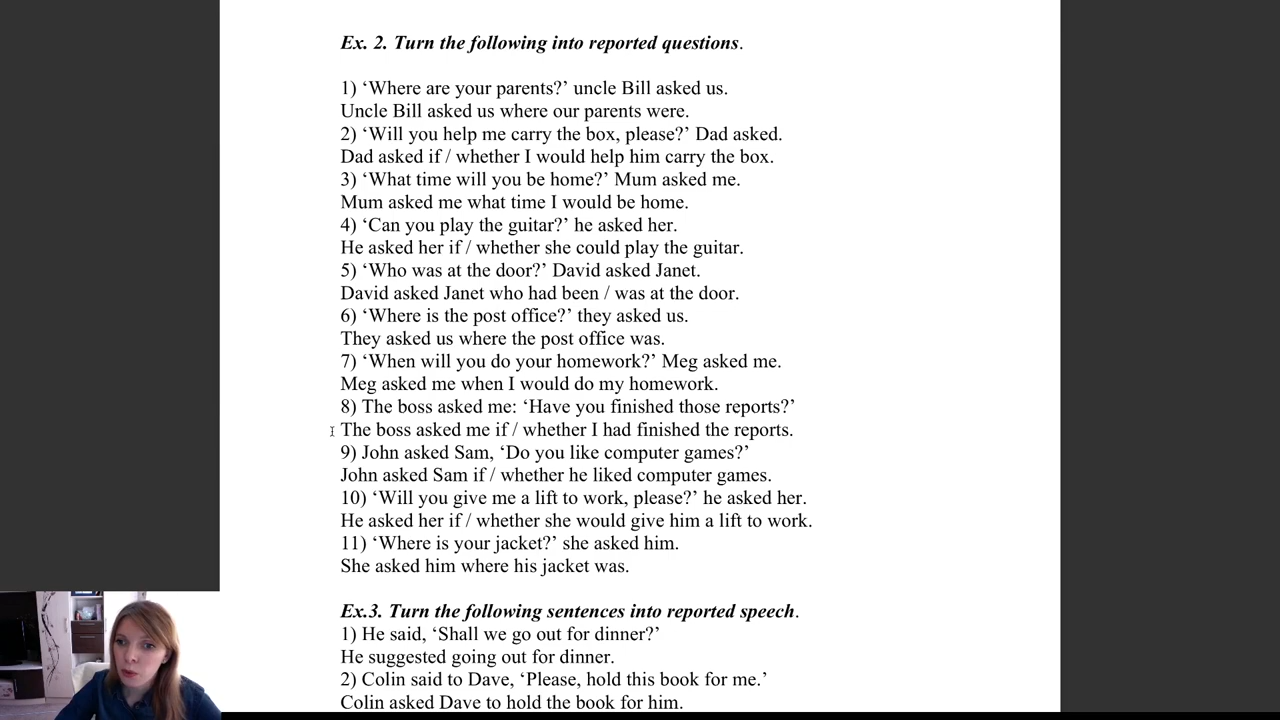 Ex. 2. Turn the following into reported questions.
1) ‘Where are your parents?’ uncle Bill asked us.
Uncle Bill asked us where our parents were.
2) ‘Will you help me carry the box, please?’ Dad asked.
Dad asked if / whether I would help him carry the box.
3) ‘What time will you be home?’ Mum asked me.
Mum asked me what time I would be home.
4) ‘Can you play the guitar?’ he asked her.
He asked her if / whether she could play the guitar.
5) ‘Who was at the door?’ David asked Janet.
David asked Janet who had been / was at the door.
6) ‘Where is the post office?’ they asked us.
They asked us where the post office was.
7) ‘When will you do your homework?’ Meg asked me.
Meg asked me when I would do my homework.
8) The boss asked me: ‘Have you finished those reports?’
The boss asked me if / whether I had finished the reports.
9) John asked Sam, ‘Do you like computer games?’
John asked Sam if / whether he liked computer games.
10) ‘Will you give me a lift to work, please?’ he asked her.
He asked her if / whether she would give him a lift to work.
11) ‘Where is your jacket?’ she asked him.
She asked him where his jacket was.
Ex.3. Turn the following sentences into reported speech.
1) He said, ‘Shall we go out for dinner?’
He suggested going out for dinner.
2) Colin said to Dave, ‘Please, hold this book for me.’
Colin asked Dave to hold the book for him.